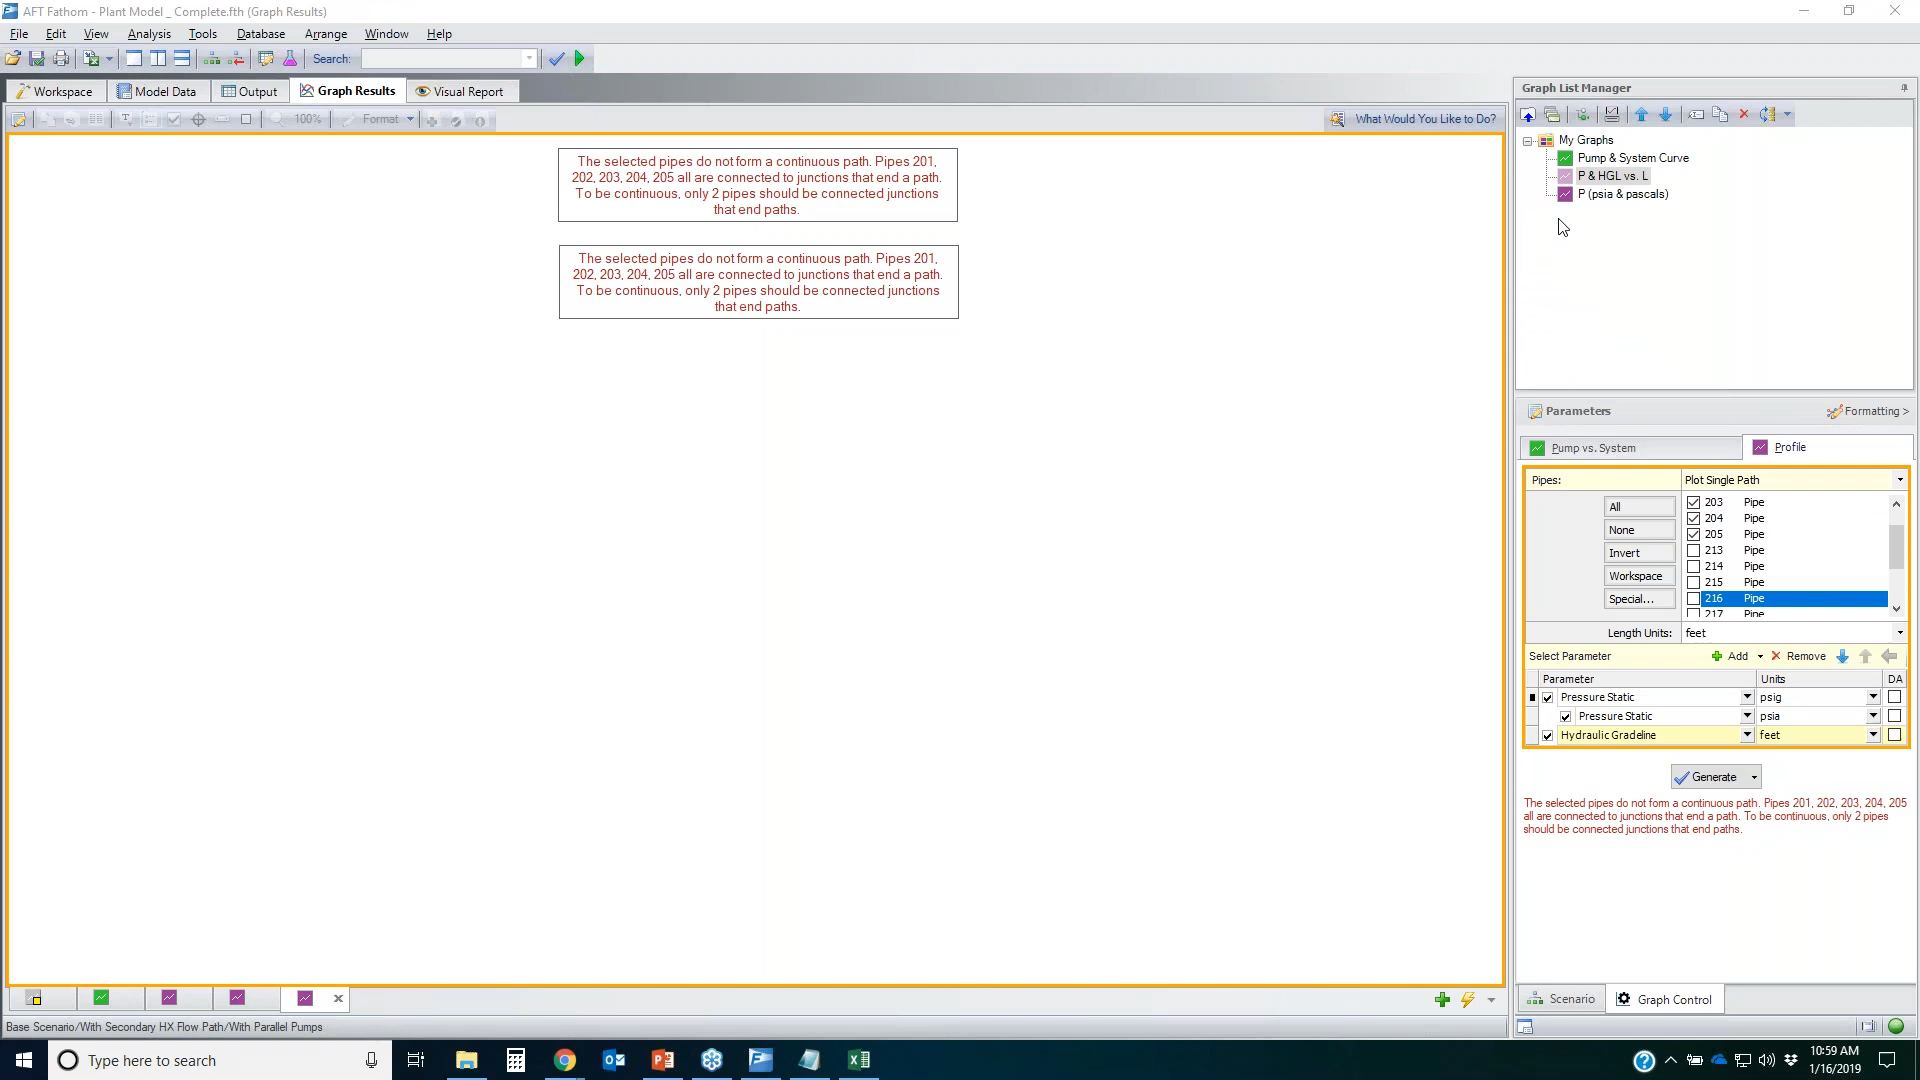 AFT Fathom - Plant Model _ Complete.fth (Graph Results)
File Edit View Analysis Tools Database Arrange Window Help
Search:
Workspace Model Data Output Graph Results Visual Report
100% Format What Would You Like to Do?
The selected pipes do not form a continuous path. Pipes 201,
202, 203, 204, 205 all are connected to junctions that end a path.
To be continuous, only 2 pipes should be connected junctions
that end paths.
The selected pipes do not form a continuous path. Pipes 201,
202, 203, 204, 205 all are connected to junctions that end a path.
To be continuous, only 2 pipes should be connected junctions
that end paths.
Graph List Manager
My Graphs
Pump & System Curve
P & HGL vs. L
P (psia & pascals)
Parameters Formatting >
Pump vs. System Profile
Pipes: Plot Single Path
All
None
Invert
Workspace
Special...
203 Pipe
204 Pipe
205 Pipe
213 Pipe
214 Pipe
215 Pipe
216 Pipe
217 Pipe
Length Units: feet
Select Parameter Add Remove
Parameter Units DA
Pressure Static psig
Pressure Static psia
Hydraulic Gradeline feet
Generate
The selected pipes do not form a continuous path. Pipes 201, 202, 203, 204, 205
all are connected to junctions that end a path. To be continuous, only 2 pipes
should be connected junctions that end paths.
Scenario Graph Control
Base Scenario/With Secondary HX Flow Path/With Parallel Pumps
Type here to search
10:59 AM
1/16/2019